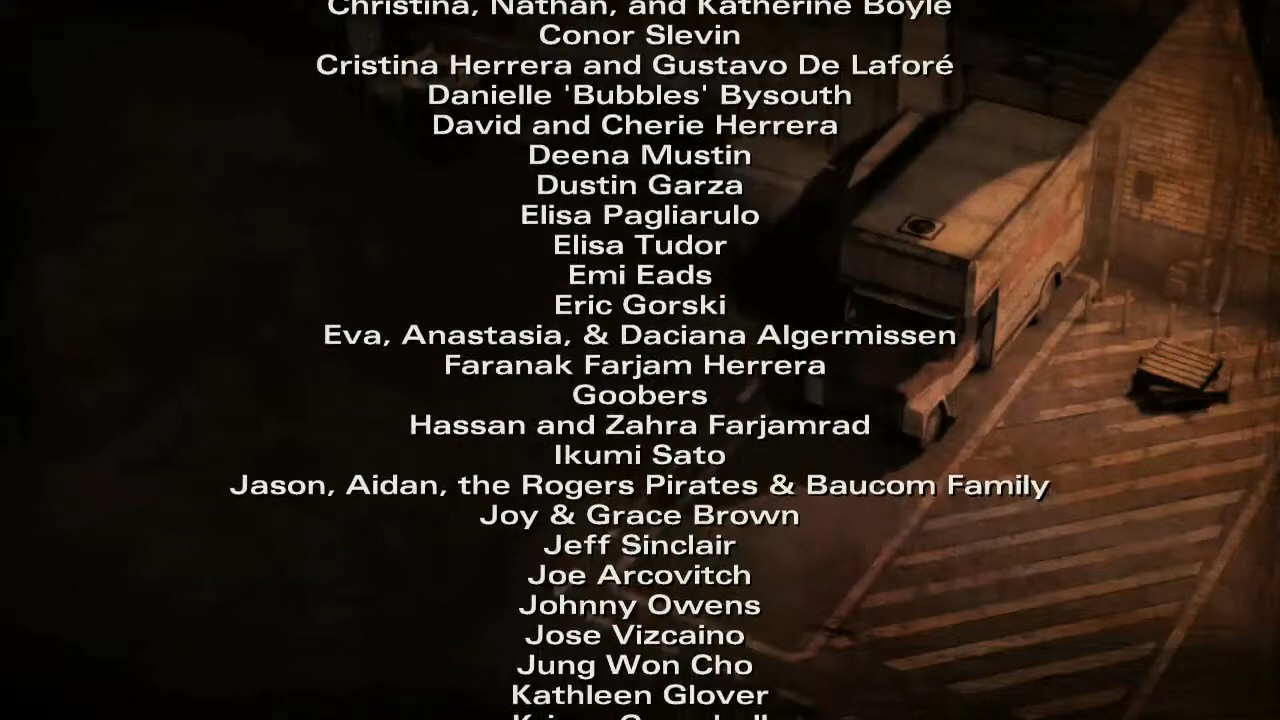 Christina, Nathan, and Katherine Boyle
Conor Slevin
Cristina Herrera and Gustavo De Laforé
Danielle 'Bubbles' Bysouth
David and Cherie Herrera
Deena Mustin
Dustin Garza
Elisa Pagliarulo
Elisa Tudor
Emi Eads
Eric Gorski
Eva, Anastasia, & Daciana Algermissen
Faranak Farjam Herrera
Goobers
Hassan and Zahra Farjamrad
Ikumi Sato
Jason, Aidan, the Rogers Pirates & Baucom Family
Joy & Grace Brown
Jeff Sinclair
Joe Arcovitch
Johnny Owens
Jose Vizcaino
Jung Won Cho
Kathleen Glover